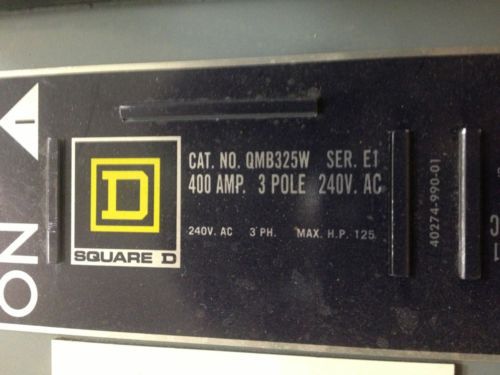 ON
I
D
SQUARE D
CAT. NO. QMB325W SER. E1
400 AMP. 3 POLE 240V. AC
240V. AC 3 PH. MAX. H.P. 125
40274-990-01